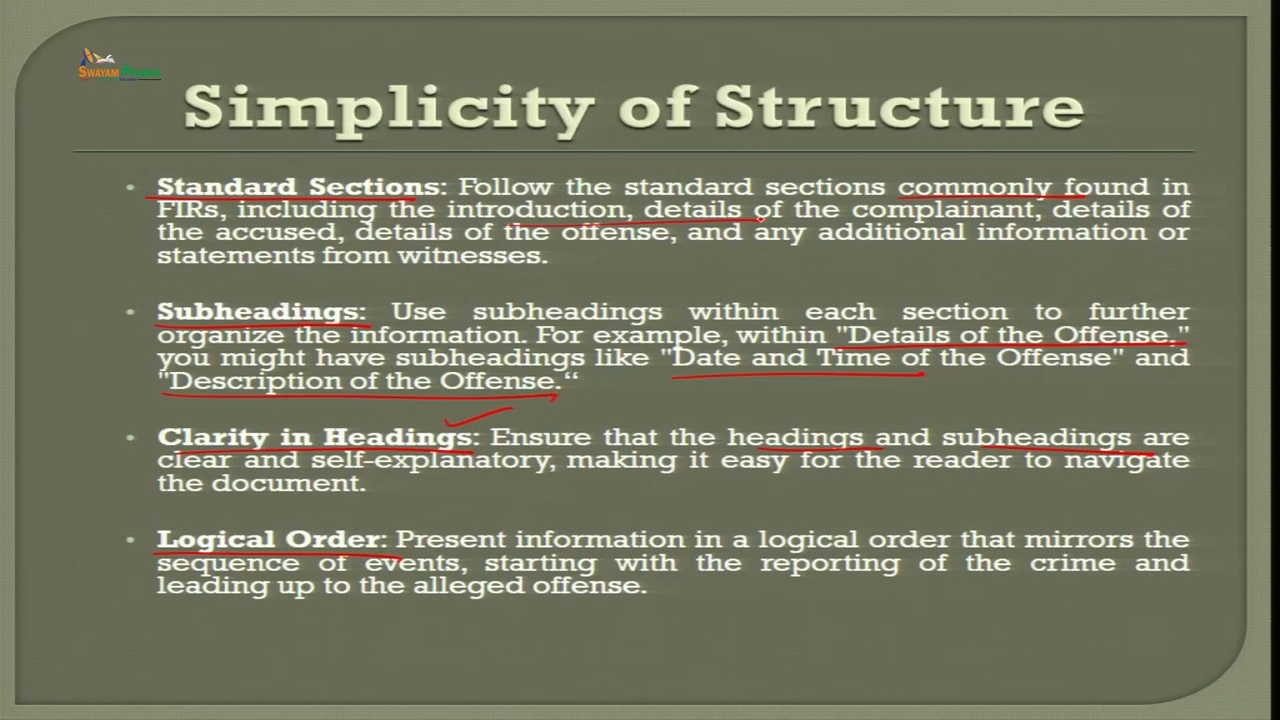 SWAYAM Prabha
Simplicity of Structure
• Standard Sections: Follow the standard sections commonly found in
FIRs, including the introduction, details of the complainant, details of
the accused, details of the offense, and any additional information or
statements from witnesses.
• Subheadings: Use subheadings within each section to further
organize the information. For example, within "Details of the Offense,"
you might have subheadings like "Date and Time of the Offense" and
"Description of the Offense.“
• Clarity in Headings: Ensure that the headings and subheadings are
clear and self-explanatory, making it easy for the reader to navigate
the document.
• Logical Order: Present information in a logical order that mirrors the
sequence of events, starting with the reporting of the crime and
leading up to the alleged offense.